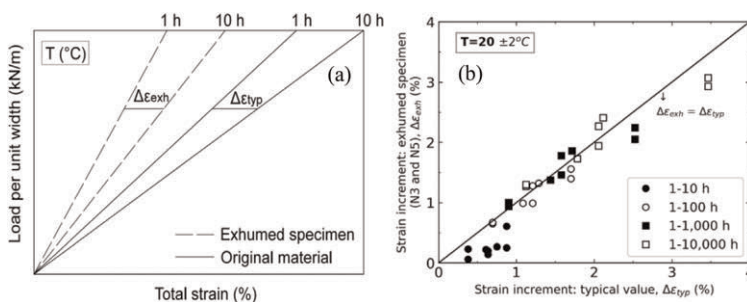 1 h 10 h 1 h 10 h
T (°C)
(a)
Δεexh
Δεtyp
Load per unit width (kN/m)
Exhumed specimen
Original material
Total strain (%)
T=20 ±2°C
(b)
Strain increment: exhumed specimen
(N3 and N5), Δεexh (%)
4
3
2
1
0
Δεexh = Δεtyp
1-10 h
1-100 h
1-1,000 h
1-10,000 h
0 1 2 3 4
Strain increment: typical value, Δεtyp (%)